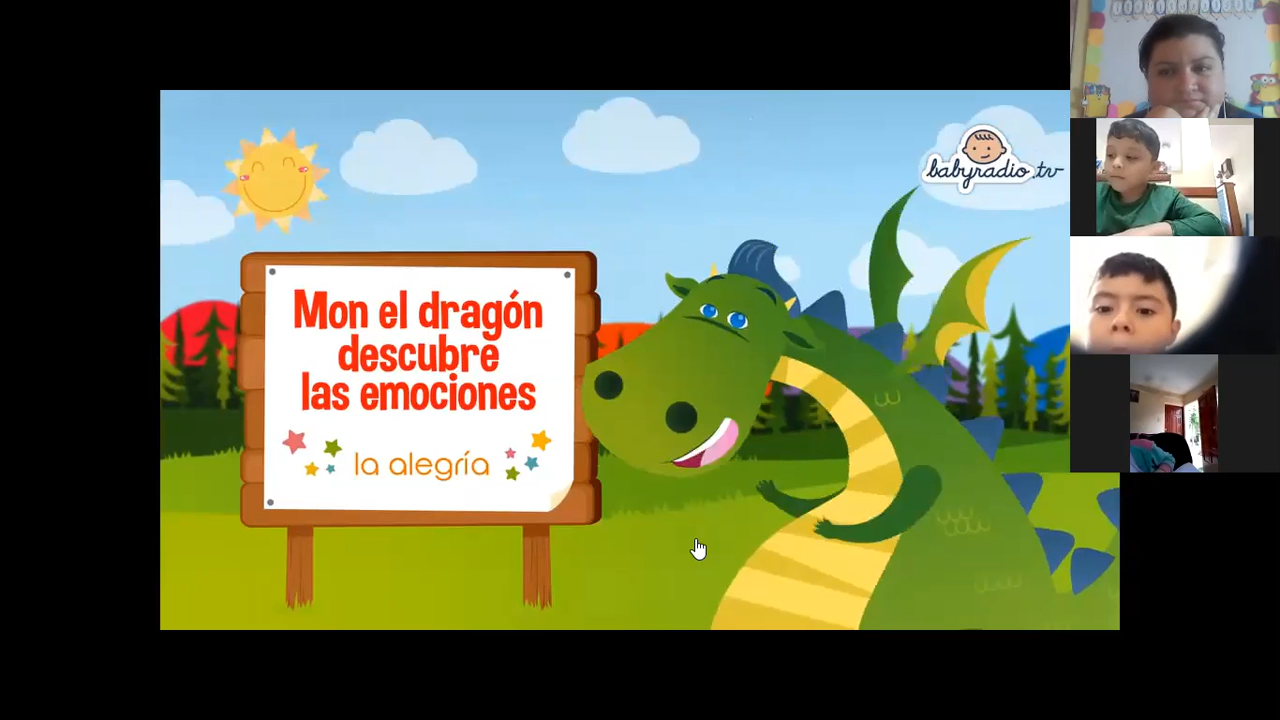 babyradio.tv
Mon el dragón
descubre
las emociones
la alegría